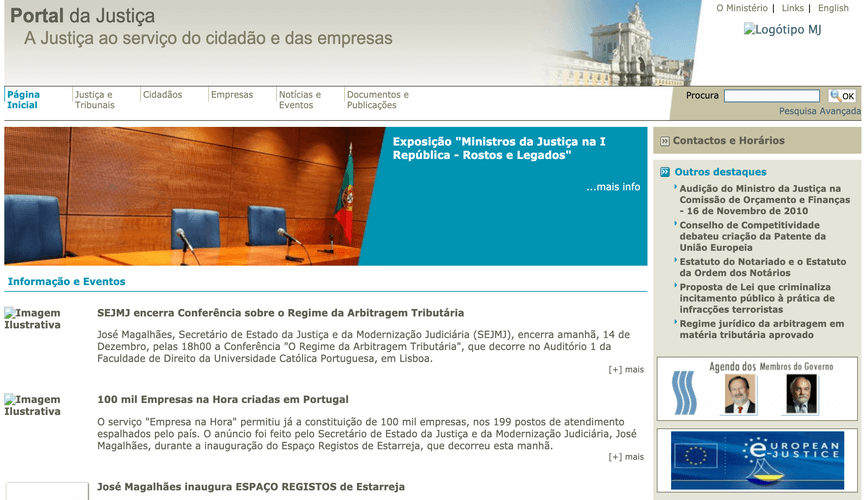 Portal da Justiça
A Justiça ao serviço do cidadão e das empresas
O Ministério | Links | English
Logótipo MJ
Página
Inicial
Justiça e
Tribunais
Cidadãos
Empresas
Notícias e
Eventos
Documentos e
Publicações
Procura
OK
Pesquisa Avançada
Exposição "Ministros da Justiça na I
República - Rostos e Legados"
...mais info
Informação e Eventos
Imagem
Ilustrativa
SEJMJ encerra Conferência sobre o Regime da Arbitragem Tributária
José Magalhães, Secretário de Estado da Justiça e da Modernização Judiciária (SEJMJ), encerra amanhã, 14 de
Dezembro, pelas 18h00 a Conferência "O Regime da Arbitragem Tributária", que decorre no Auditório 1 da
Faculdade de Direito da Universidade Católica Portuguesa, em Lisboa.
[+] mais
Imagem
Ilustrativa
100 mil Empresas na Hora criadas em Portugal
O serviço "Empresa na Hora" permitiu já a constituição de 100 mil empresas, nos 199 postos de atendimento
espalhados pelo país. O anúncio foi feito pelo Secretário de Estado da Justiça e da Modernização Judiciária, José
Magalhães, durante a inauguração do Espaço Registos de Estarreja, que decorreu esta manhã.
[+] mais
José Magalhães inaugura ESPAÇO REGISTOS de Estarreja
Contactos e Horários
Outros destaques
Audição do Ministro da Justiça na
Comissão de Orçamento e Finanças
- 16 de Novembro de 2010
Conselho de Competitividade
debateu criação da Patente da
União Europeia
Estatuto do Notariado e o Estatuto
da Ordem dos Notários
Proposta de Lei que criminaliza
incitamento público à prática de
infracções terroristas
Regime jurídico da arbitragem em
matéria tributária aprovado
Agenda dos Membros do Governo
EUROPEAN
e-JUSTICE